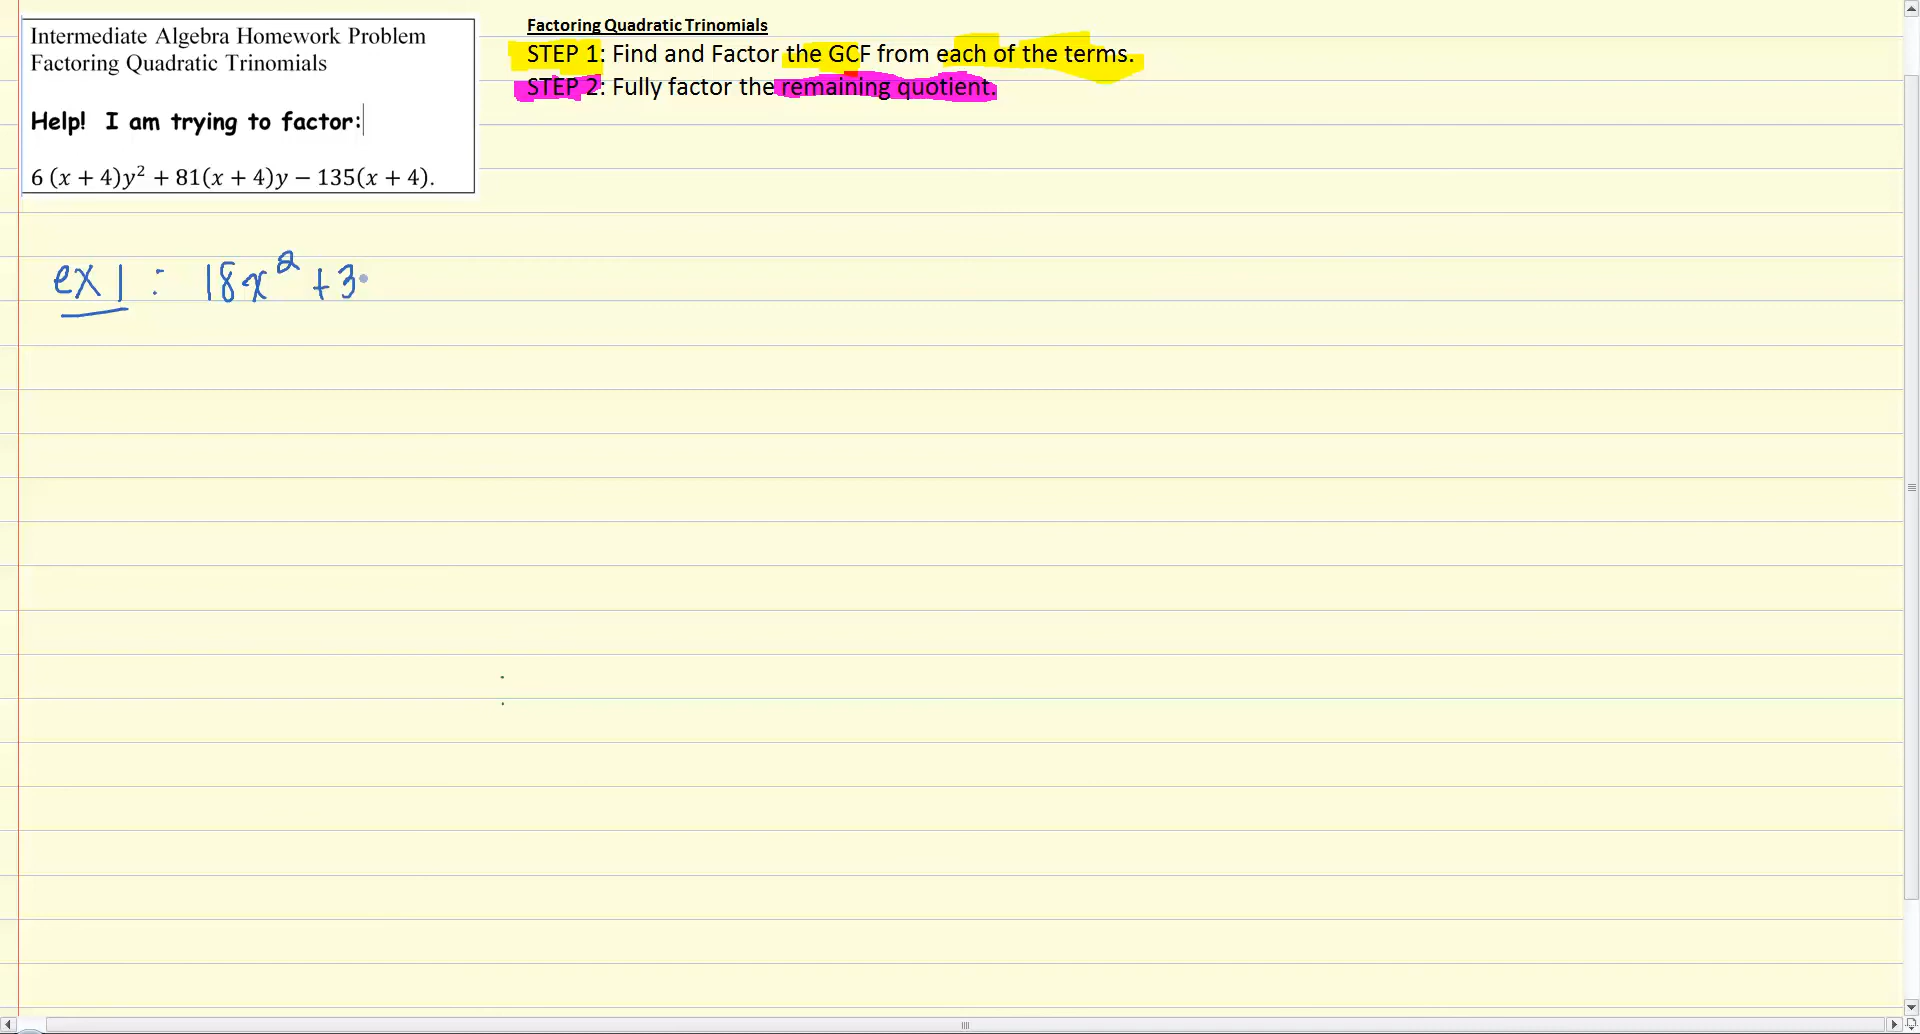 Intermediate Algebra Homework Problem
Factoring Quadratic Trinomials
Help! I am trying to factor:
6 (x + 4)y² + 81(x + 4)y − 135(x + 4).
Factoring Quadratic Trinomials
STEP 1: Find and Factor the GCF from each of the terms.
STEP 2: Fully factor the remaining quotient.
ex 1 : 18x² + 3